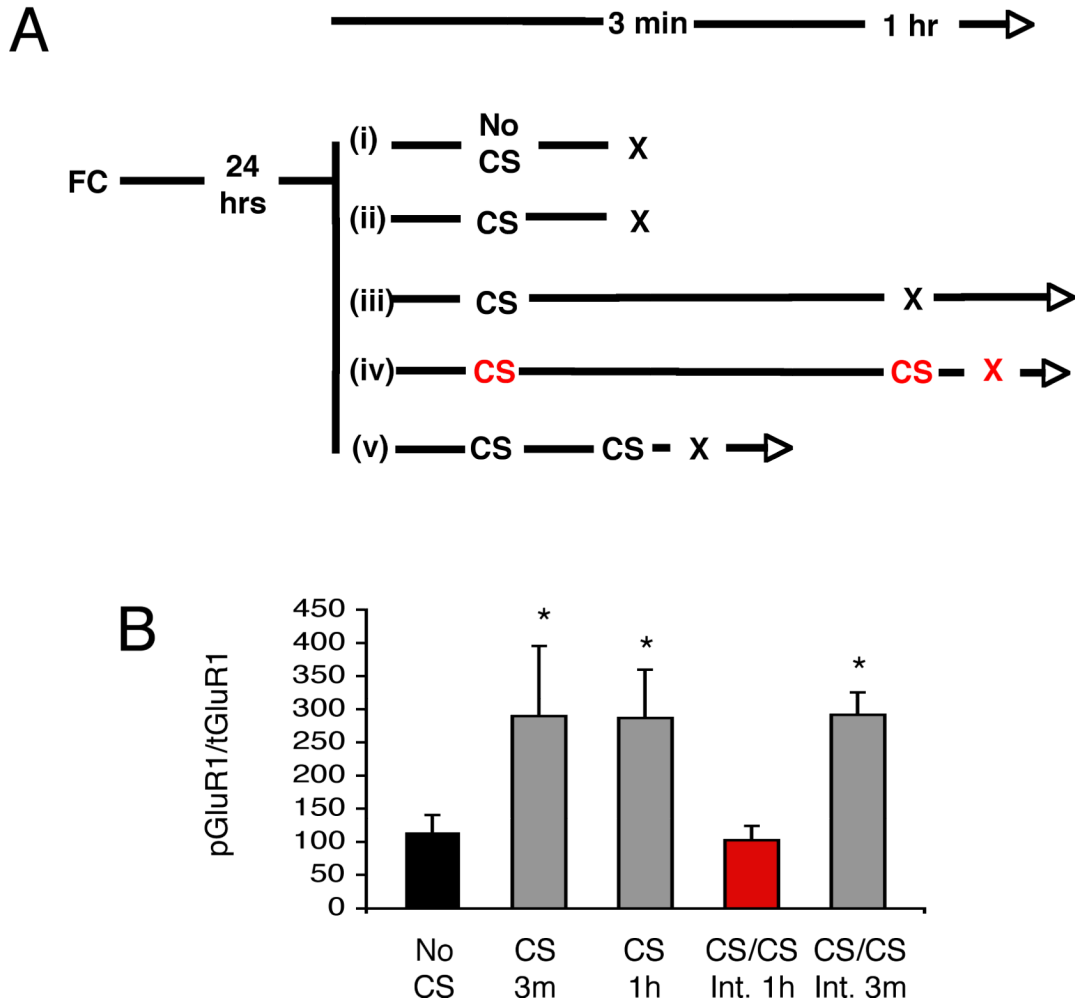 A
3 min 1 hr
(i) No CS X
FC 24 hrs
(ii) CS X
(iii) CS X
(iv) CS CS X
(v) CS CS X
B
pGluR1/tGluR1
450
400
350
300
250
200
150
100
50
0
* * *
No CS CS CS/CS CS/CS
CS 3m 1h Int. 1h Int. 3m